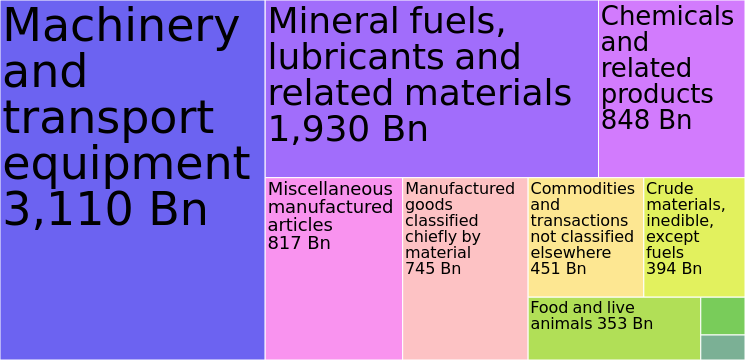 Machinery
and
transport
equipment
3,110 Bn
Mineral fuels,
lubricants and
related materials
1,930 Bn
Chemicals
and
related
products
848 Bn
Miscellaneous
manufactured
articles
817 Bn
Manufactured
goods
classified
chiefly by
material
745 Bn
Commodities
and
transactions
not classified
elsewhere
451 Bn
Crude
materials,
inedible,
except
fuels
394 Bn
Food and live
animals 353 Bn